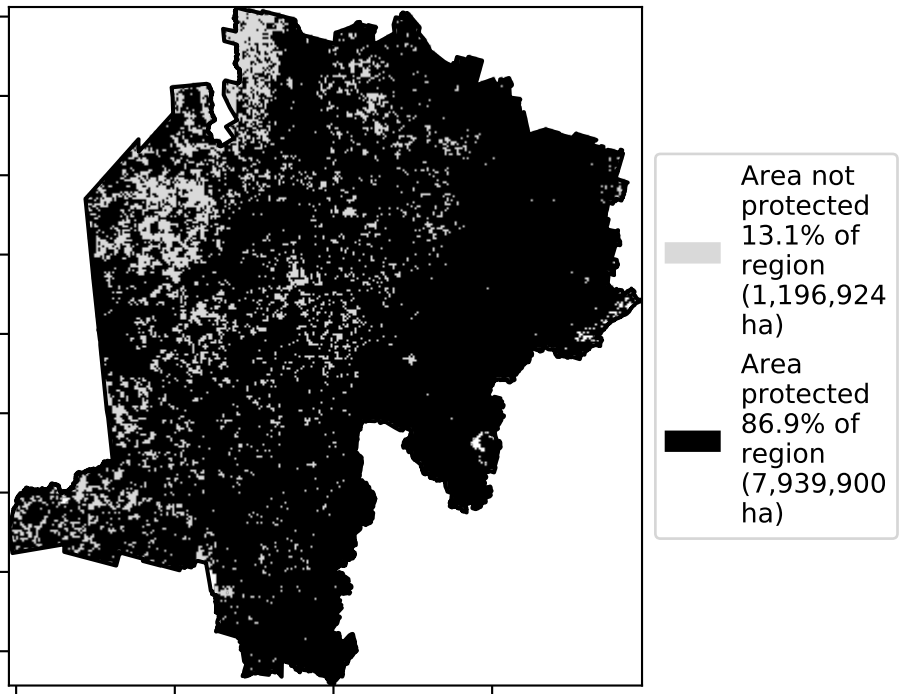 Area not
protected
13.1% of
region
(1,196,924
ha)
Area
protected
86.9% of
region
(7,939,900
ha)